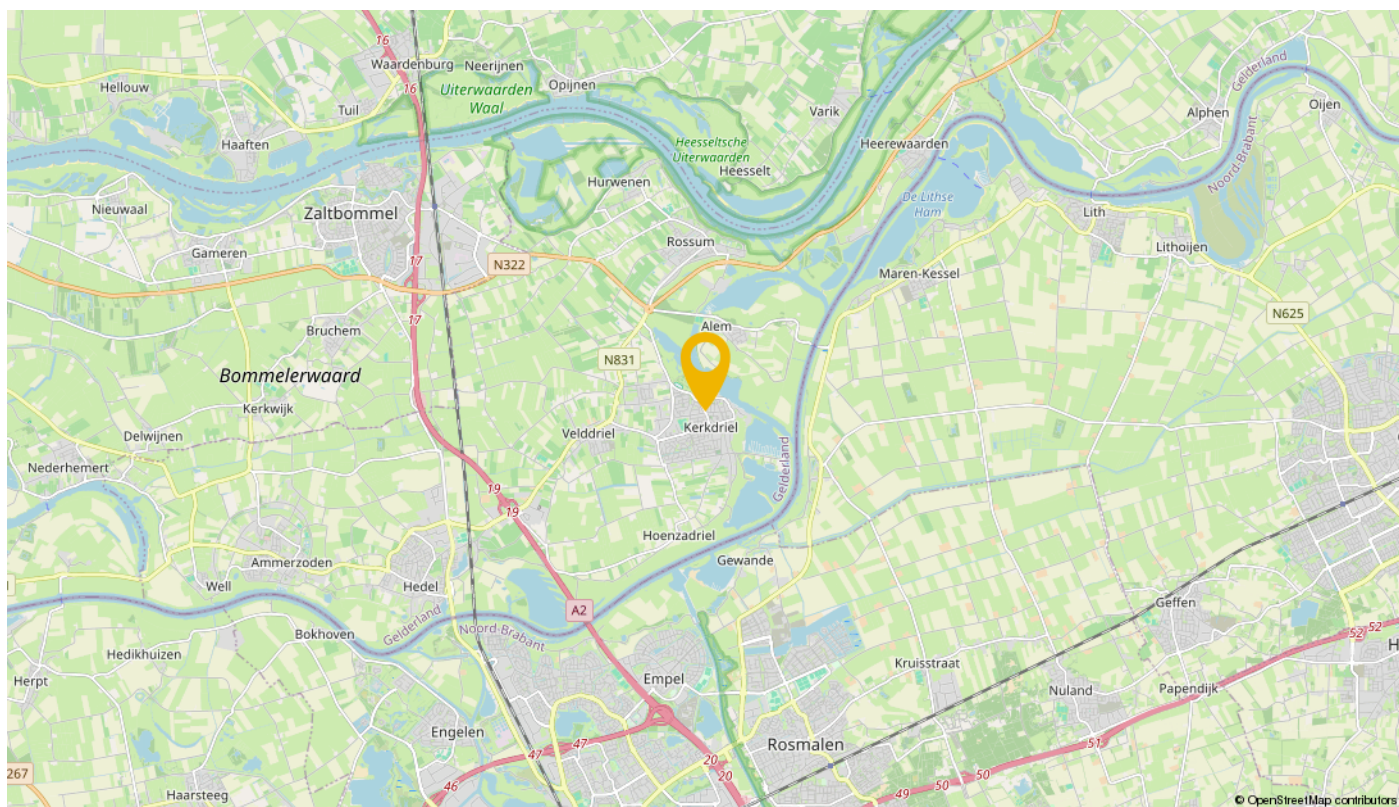 16
Waardenburg
Neerijnen
Hellouw
16
Uiterwaarden
Waal
Opijnen
Tuil
Varik
Gelderland
Oijen
Alphen
Haaften
Heesseltsche
Uiterwaarden
Heesselt
Heerewaarden
Noord-Brabant
Hurwenen
Nieuwaal
Zaltbommel
De Lithse
Ham
Lith
Gameren
17
N322
Rossum
Lithoijen
Maren-Kessel
17
Bruchem
Alem
N625
N831
Bommelerwaard
Kerkwijk
Delwijnen
Velddriel
Kerkdriel
Gelderland
Nederhemert
19
19
Hoenzadriel
Ammerzoden
Well
Hedel
Gewande
A2
Geffen
Gelderland
Noord-Brabant
Bokhoven
52
52
Hedikhuizen
H
Herpt
Kruisstraat
Empel
Nuland
Papendijk
Engelen
47
47
Rosmalen
51
20
20
267
46
49
50
50
Haarsteeg
© OpenStreetMap contributors